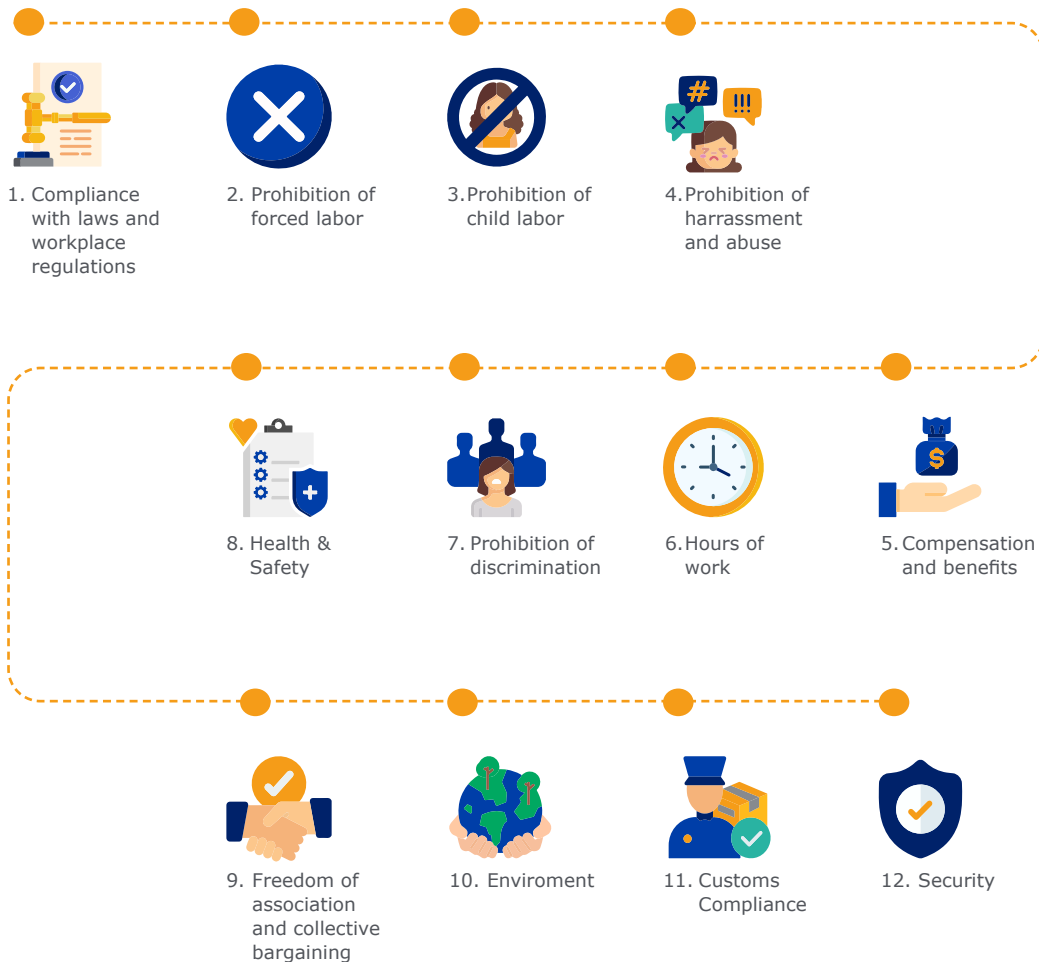 1. Compliance
with laws and
workplace
regulations
2. Prohibition of
forced labor
3.Prohibition of
child labor
#
!!!
4.Prohibition of
harrassment
and abuse
8. Health &
Safety
7. Prohibition of
discrimination
6.Hours of
work
$
5.Compensation
and benefits
9. Freedom of
association
and collective
bargaining
10. Enviroment
11. Customs
Compliance
12. Security